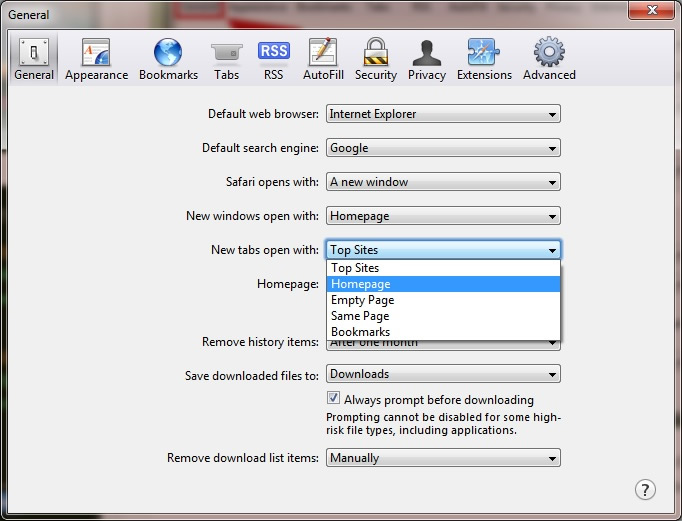 General
RSS
General Appearance Bookmarks Tabs RSS AutoFill Security Privacy Extensions Advanced
Default web browser: Internet Explorer
Default search engine: Google
Safari opens with: A new window
New windows open with: Homepage
New tabs open with: Top Sites
Top Sites
Homepage: Homepage
Empty Page
Same Page
Bookmarks
Remove history items: After one month
Save downloaded files to: Downloads
Always prompt before downloading
Prompting cannot be disabled for some high-
risk file types, including applications.
Remove download list items: Manually
?